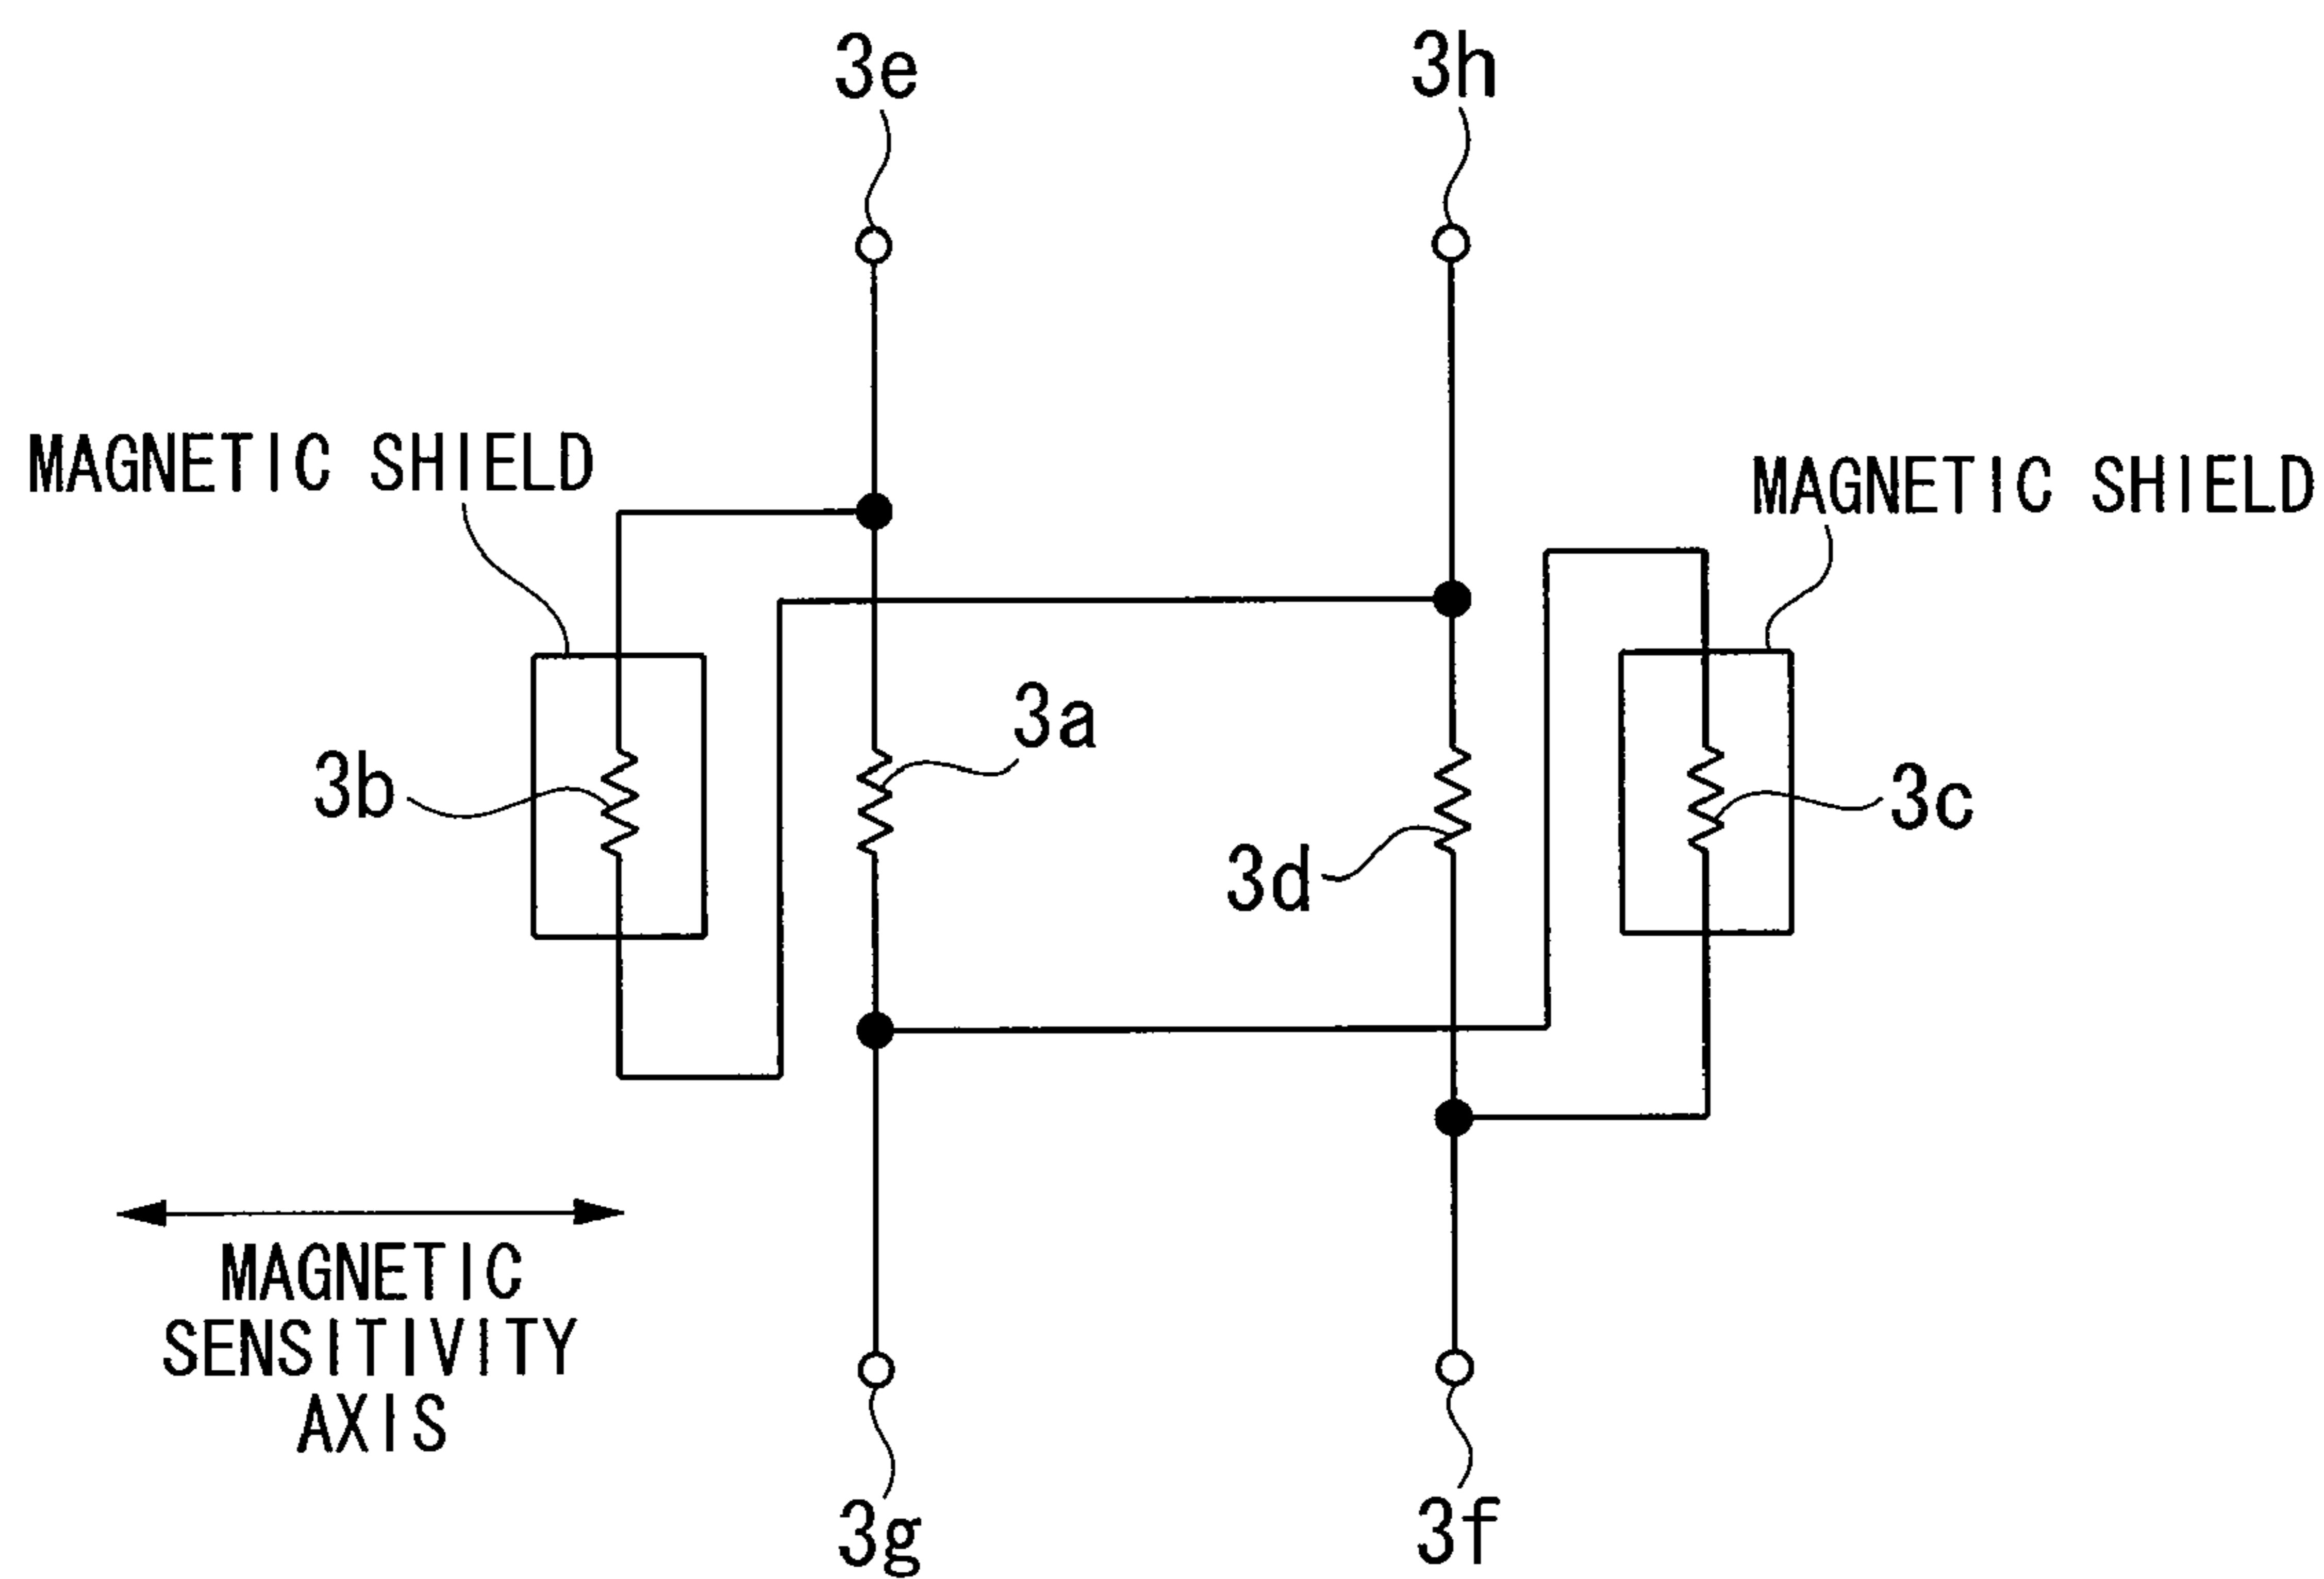 3e
3h
MAGNETIC SHIELD
MAGNETIC SHIELD
3a
3b
3c
3d
MAGNETIC
SENSITIVITY
AXIS
3g
3f